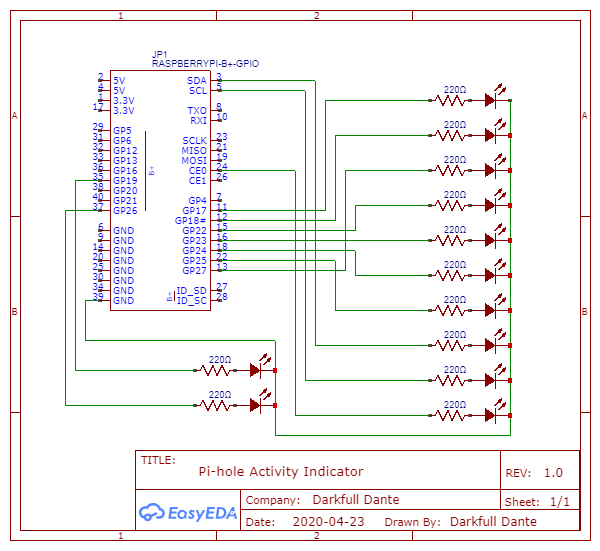 1 2
JP1
RASPBERRYPI-B+-GPIO
2 5V SDA 3
4 5V SCL 5
1 3.3V
17 3.3V TXO 8
RXI 10
29 GP5
31 GP6 SCLK 23
32 GP12 MISO 21
33 GP13 MOSI 19
36 GP16 CE0 24
35 GP19 CE1 26
38 GP20
40 GP21 GP4 7
37 GP26 GP17 11
GP18# 12
6 GND GP22 15
9 GND GP23 16
14 GND GP24 18
20 GND GP25 22
25 GND GP27 13
30 GND
34 GND ID_SD 27
39 GND ID_SC 28
B+
B+
220Ω
220Ω
220Ω
220Ω
220Ω
220Ω
220Ω
220Ω
220Ω
220Ω
220Ω
220Ω
A A
B B
TITLE:
Pi-hole Activity Indicator
REV: 1.0
EasyEDA
Company: Darkfull Dante
Sheet: 1/1
Date: 2020-04-23 Drawn By: Darkfull Dante
1 2